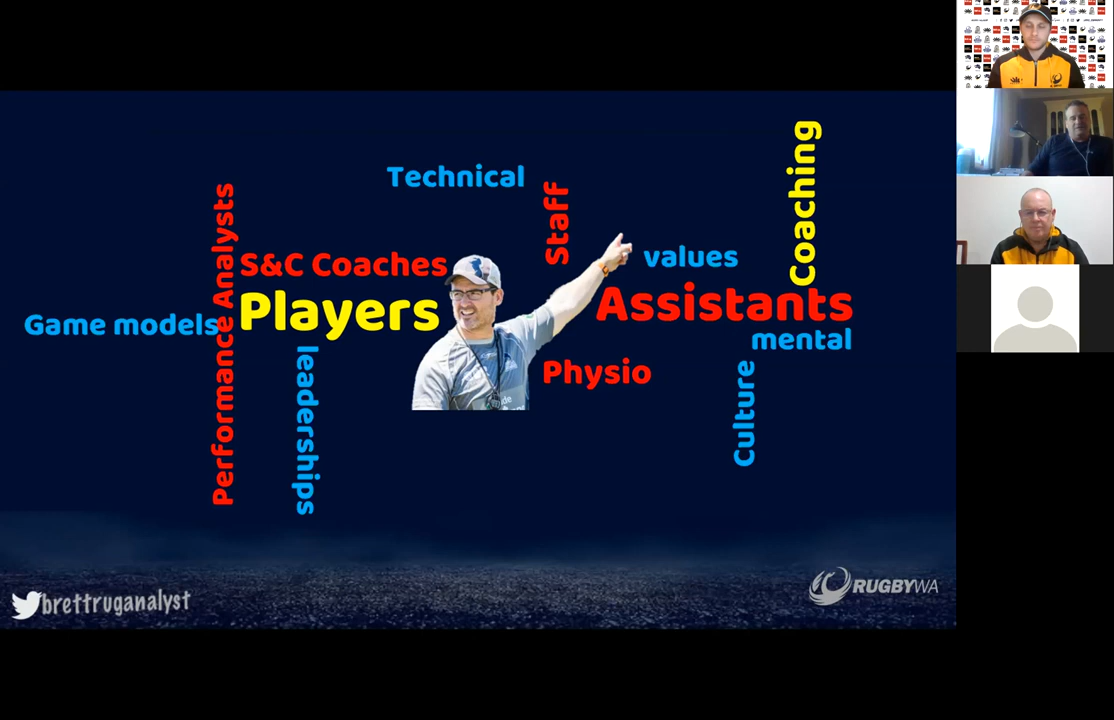 Technical
Staff
Coaching
Performance Analysts
S&C Coaches
values
Players
Assistants
Game models
mental
leaderships
Physio
Culture
brettruganalyst
RUGBYWA